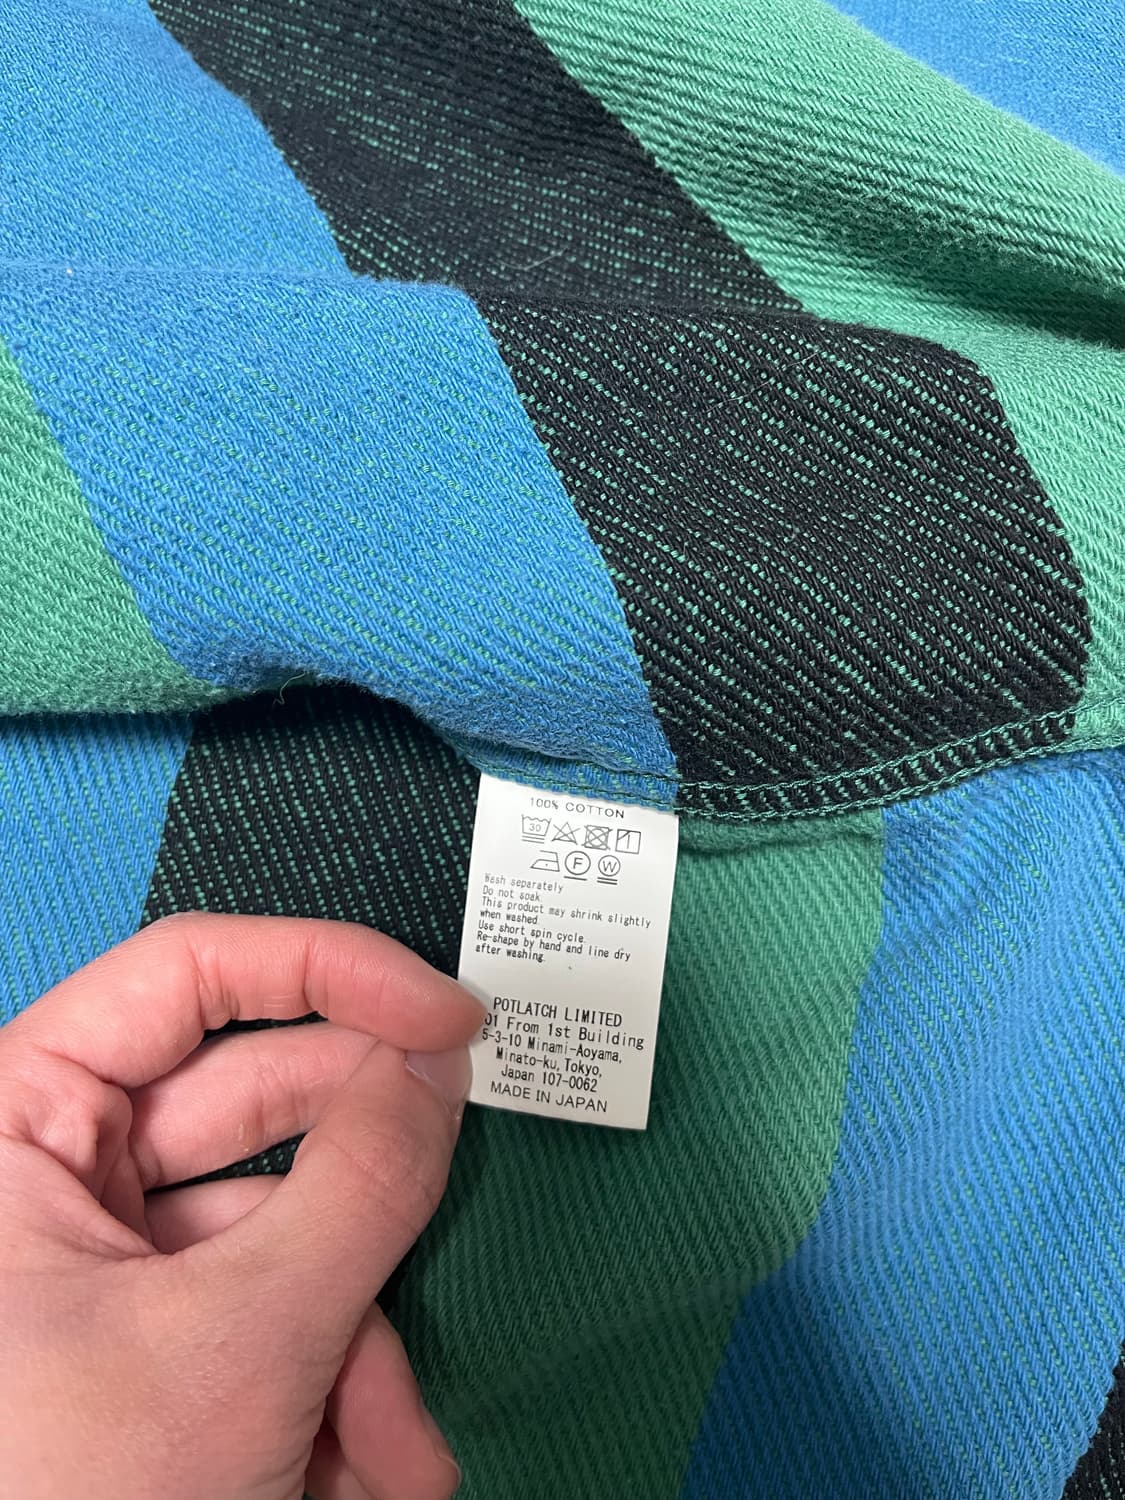 100% COTTON
30
F W
Wash separately
Do not soak.
This product may shrink slightly
when washed.
Use short spin cycle.
Re-shape by hand and line dry
after washing.
POTLATCH LIMITED
01 From 1st Building
5-3-10 Minami-Aoyama,
Minato-ku, Tokyo,
Japan 107-0062
MADE IN JAPAN